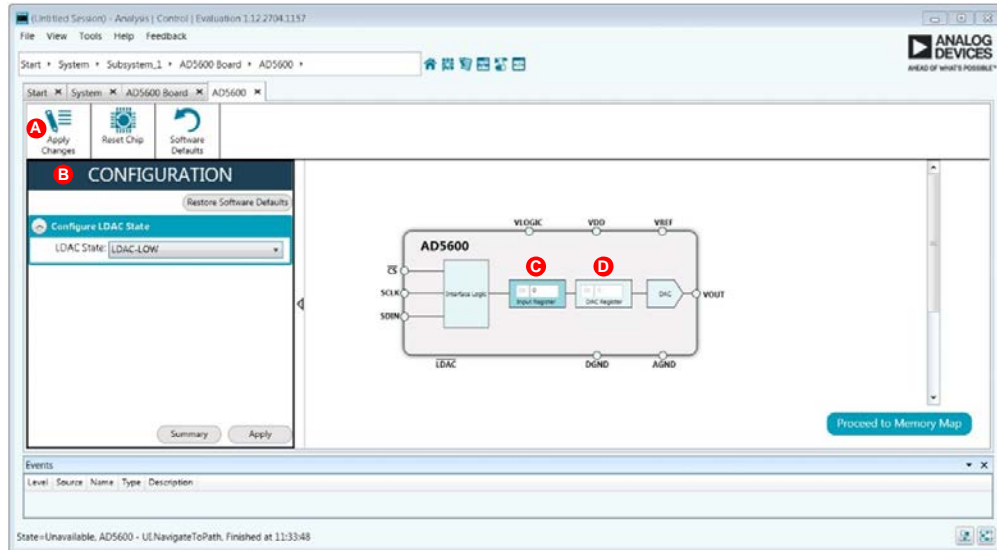 (Untitled Session) - Analysis | Control | Evaluation 1.12.2704.1157
File View Tools Help Feedback
ANALOG DEVICES
AHEAD OF WHAT'S POSSIBLE™
Start System Subsystem_1 AD5600 Board AD5600
Start System AD5600 Board AD5600
A
Apply Changes
Reset Chip
Software Defaults
B CONFIGURATION
Restore Software Defaults
Configure LDAC State
LDAC State: LDAC-LOW
Summary Apply
VLOGIC VDD VREF
AD5600
C D
CS
SCLK
SDIN
Interface Logic
0
Input Register
DAC Register
DAC
VOUT
LDAC DGND AGND
Proceed to Memory Map
Events
Level Source Name Type Description
State=Unavailable, AD5600 - UI.NavigateToPath, Finished at 11:33:48